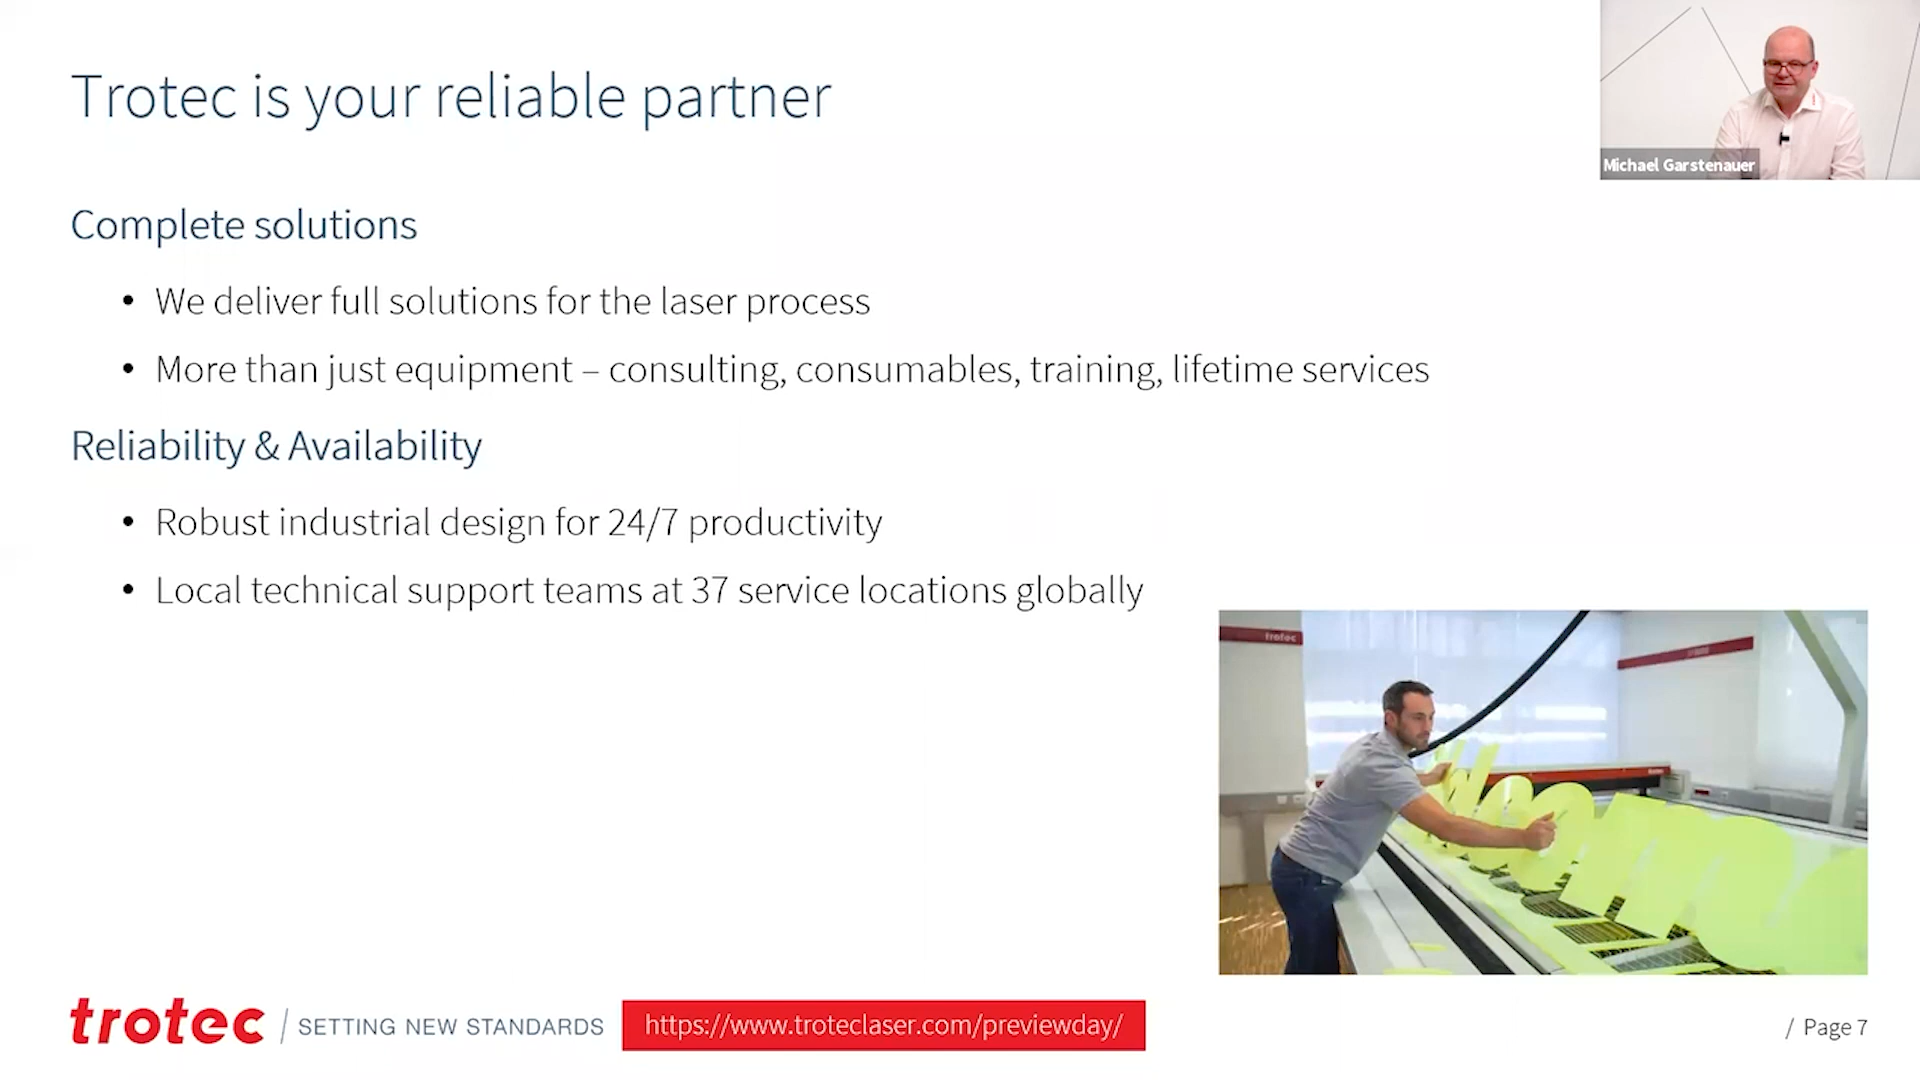 Trotec is your reliable partner
Michael Garstenauer
Complete solutions
• We deliver full solutions for the laser process
• More than just equipment – consulting, consumables, training, lifetime services
Reliability & Availability
• Robust industrial design for 24/7 productivity
• Local technical support teams at 37 service locations globally
trotec
trotec / SETTING NEW STANDARDS
https://www.troteclaser.com/previewday/
/ Page 7